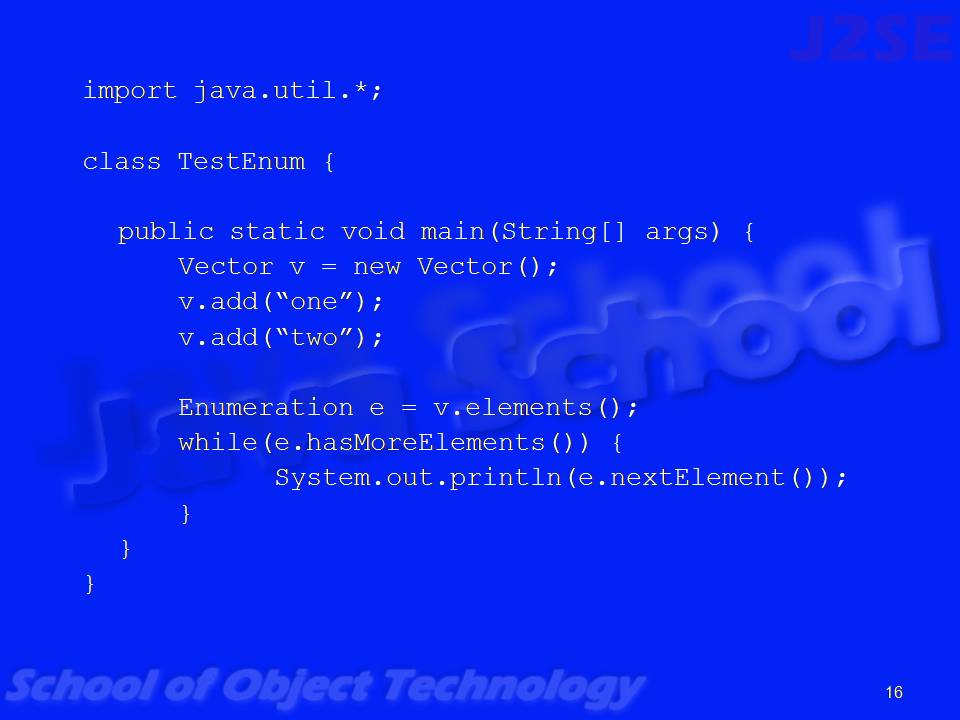 J2SE
import java.util.*;
class TestEnum {
public static void main(String[] args) {
Vector v = new Vector();
v.add(“one”);
v.add(“two”);
Enumeration e = v.elements();
while(e.hasMoreElements()) {
System.out.println(e.nextElement());
}
}
}
Java School
School of Object Technology
16